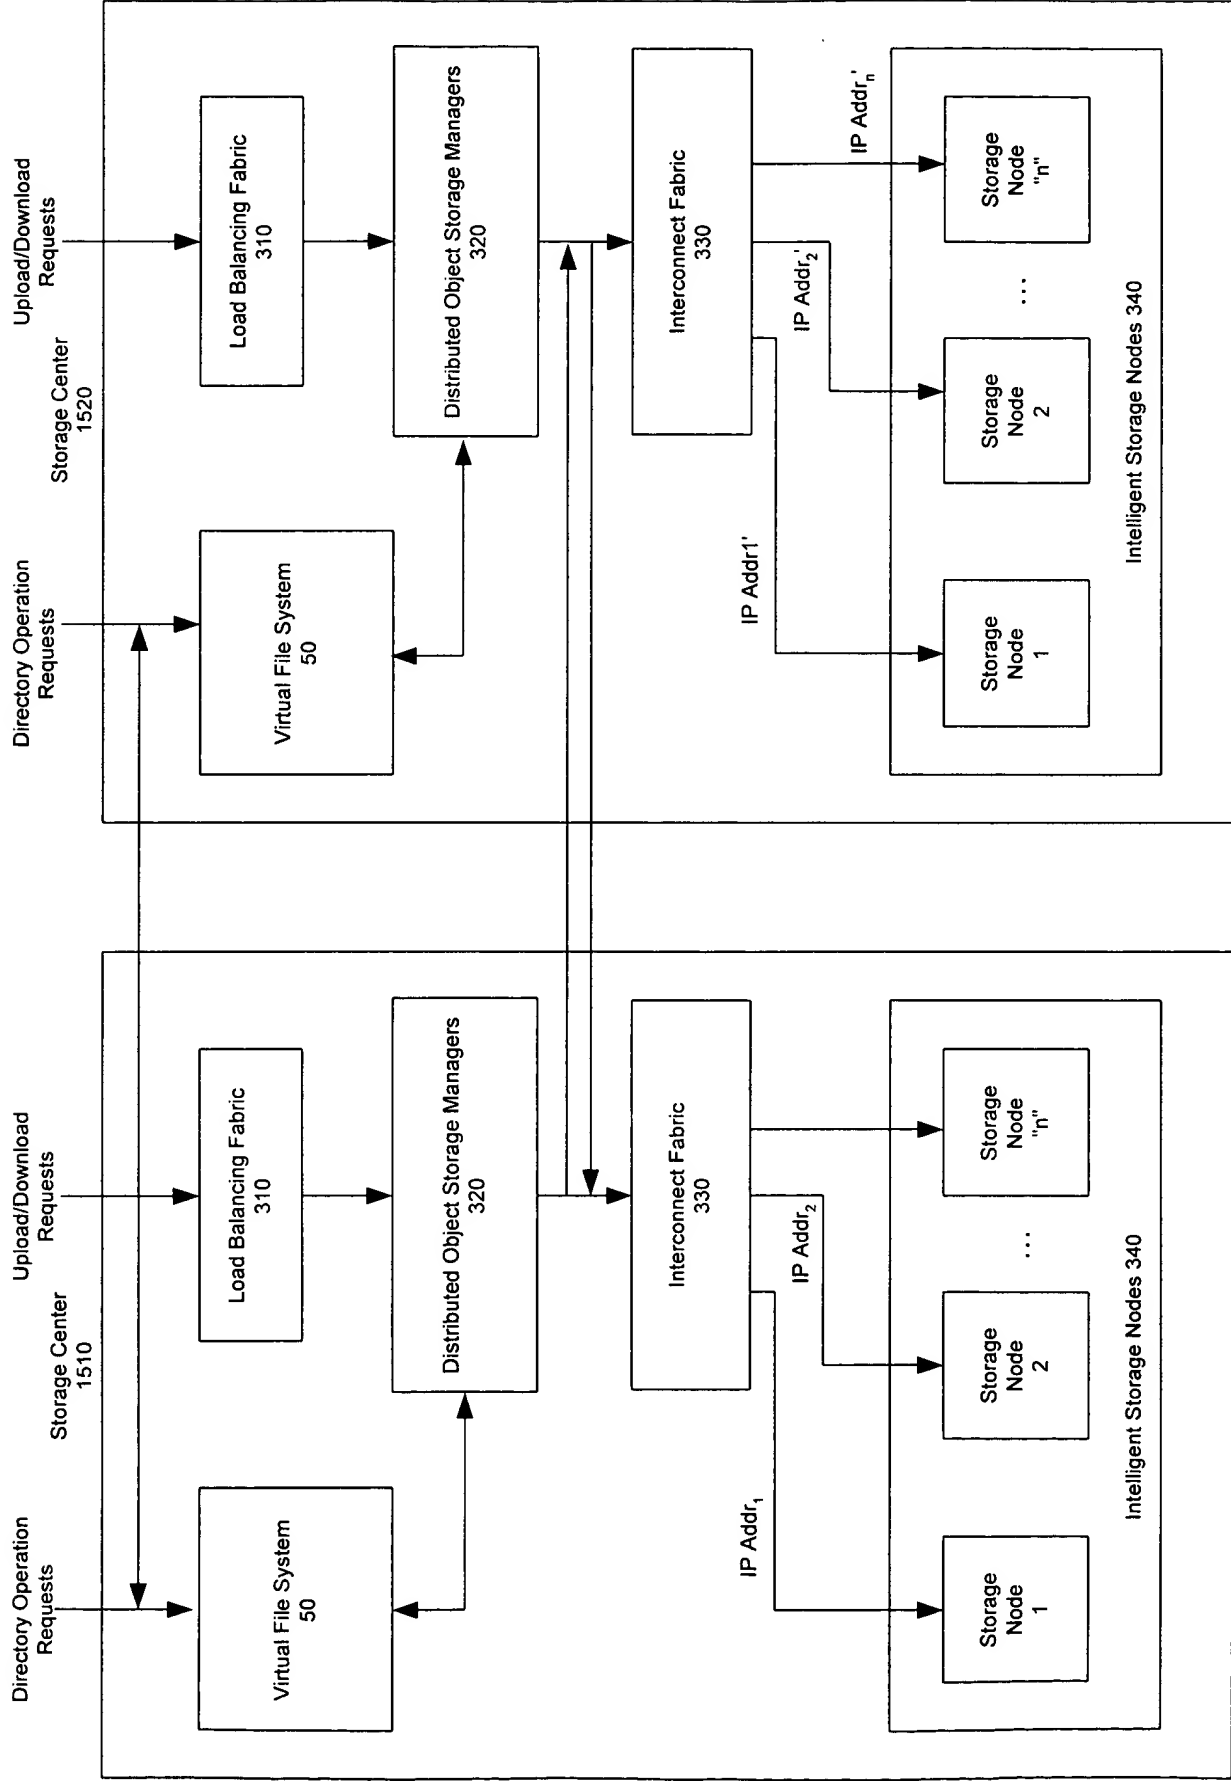 Directory Operation
Requests
Storage Center
1510
Upload/Download
Requests
Virtual File System
50
Load Balancing Fabric
310
Distributed Object Storage Managers
320
Interconnect Fabric
330
IP Addr1
IP Addr2
Storage
Node
1
Storage
Node
2
...
Storage
Node
"n"
Intelligent Storage Nodes 340
Directory Operation
Requests
Storage Center
1520
Upload/Download
Requests
Virtual File System
50
Load Balancing Fabric
310
Distributed Object Storage Managers
320
Interconnect Fabric
330
IP Addr1'
IP Addr2'
IP Addrn'
Storage
Node
1
Storage
Node
2
...
Storage
Node
"n"
Intelligent Storage Nodes 340